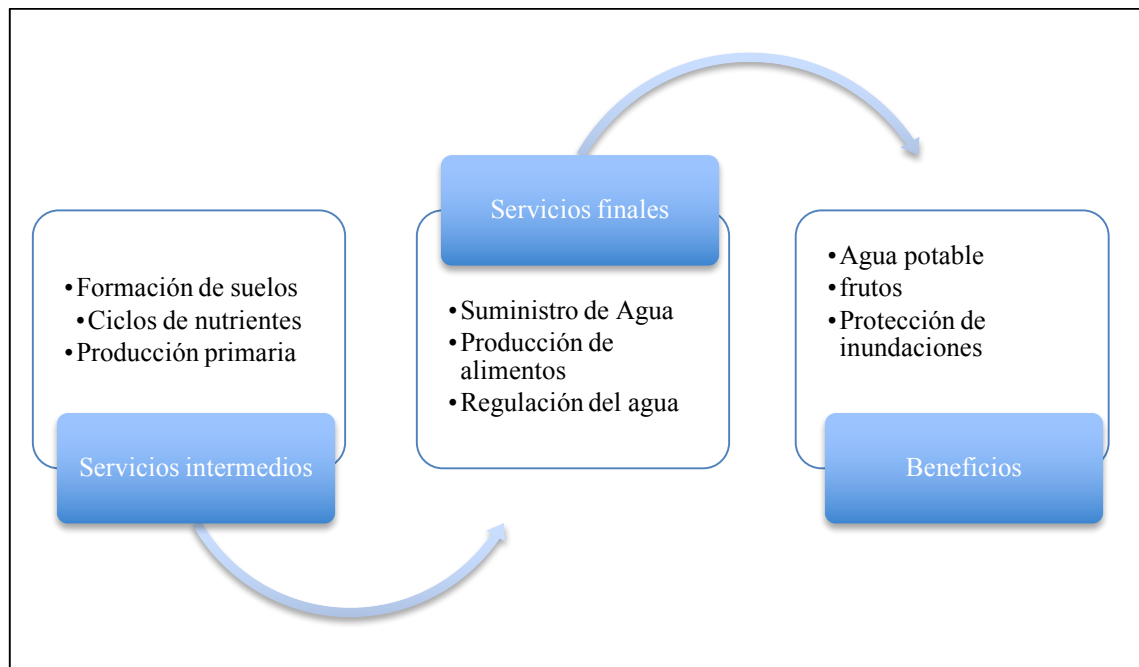 •Formación de suelos
•Ciclos de nutrientes
•Producción primaria
Servicios intermedios
Servicios finales
•Suministro de Agua
•Producción de
alimentos
•Regulación del agua
•Agua potable
•frutos
•Protección de
inundaciones
Beneficios